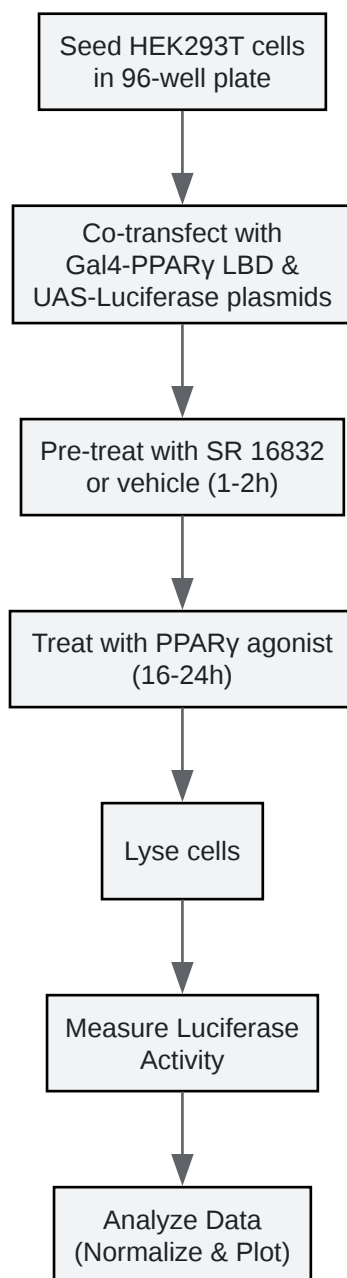 Seed HEK293T cells
in 96-well plate
Co-transfect with
Gal4-PPARγ LBD &
UAS-Luciferase plasmids
Pre-treat with SR 16832
or vehicle (1-2h)
Treat with PPARγ agonist
(16-24h)
Lyse cells
Measure Luciferase
Activity
Analyze Data
(Normalize & Plot)